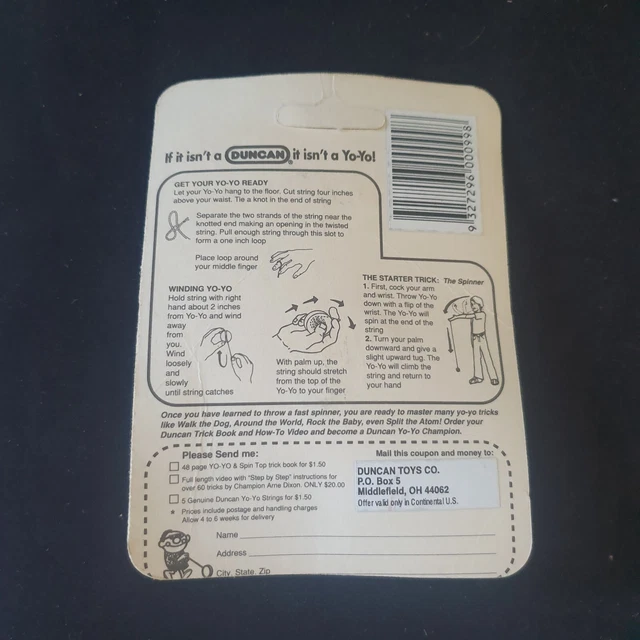 If it isn't a DUNCAN it isn't a Yo-Yo!
9 327296 000998
GET YOUR YO-YO READY
Let your Yo-Yo hang to the floor. Cut string four inches
above your waist. Tie a knot in the end of string
Separate the two strands of the string near the
knotted end making an opening in the twisted
string. Pull enough string through this slot to
form a one inch loop
Place loop around
your middle finger
WINDING YO-YO
Hold string with right
hand about 2 inches
from Yo-Yo and wind
away
from
you.
Wind
loosely
and
slowly
until string catches
With palm up, the
string should stretch
from the top of the
Yo-Yo to your finger
THE STARTER TRICK: The Spinner
1. First, cock your arm
and wrist. Throw Yo-Yo
down with a flip of the
wrist. The Yo-Yo will
spin at the end of the
string
2. Turn your palm
downward and give a
slight upward tug. The
Yo-Yo will climb the
string and return to
your hand
Once you have learned to throw a fast spinner, you are ready to master many yo-yo tricks
like Walk the Dog, Around the World, Rock the Baby, even Split the Atom! Order your
Duncan Trick Book and How-To Video and become a Duncan Yo-Yo Champion.
Please Send me:
48 page YO-YO & Spin Top trick book for $1.50
Full length video with "Step by Step" instructions for
over 60 tricks by Champion Arne Dixon. ONLY $20.00
5 Genuine Duncan Yo-Yo Strings for $1.50
* Prices include postage and handling charges
Allow 4 to 6 weeks for delivery
Mail this coupon and money to:
DUNCAN TOYS CO.
P.O. Box 5
Middlefield, OH 44062
Offer valid only in Continental U.S.
Name
Address
City, State, Zip